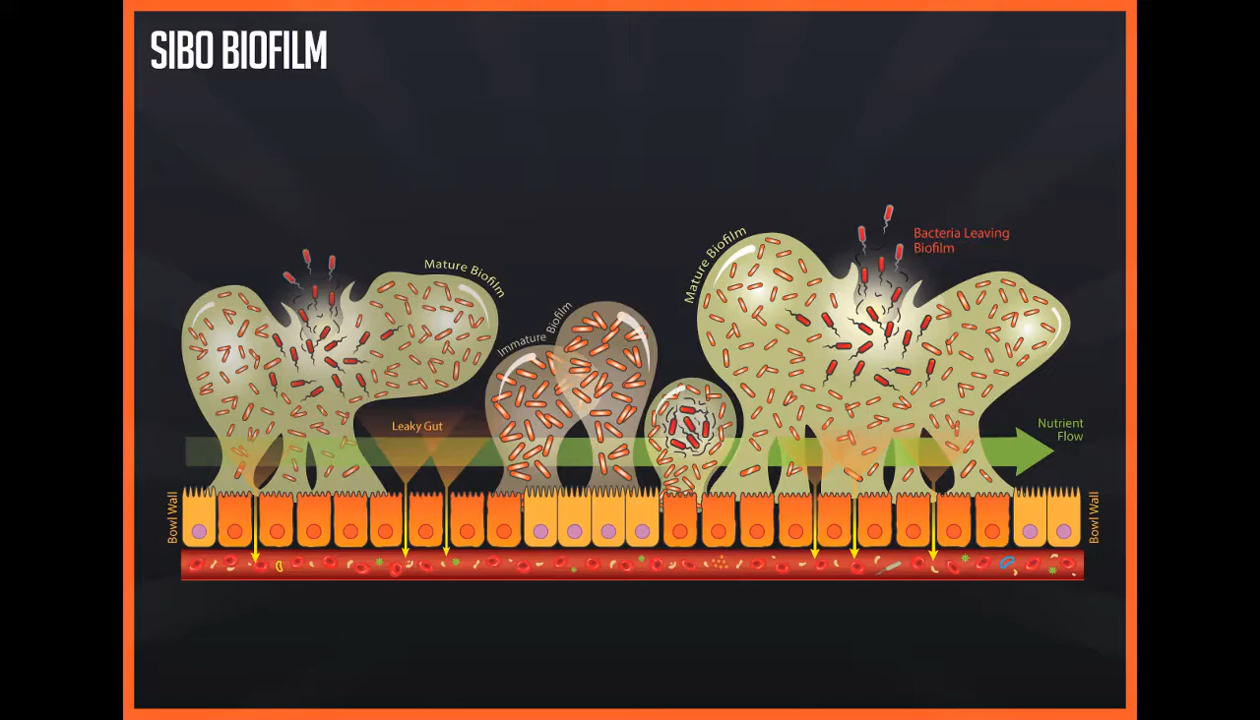 SIBO BIOFILM
Mature Biofilm
Immature Biofilm
Mature Biofilm
Bacteria Leaving
Biofilm
Leaky Gut
Nutrient
Flow
Bowl Wall
Bowl Wall